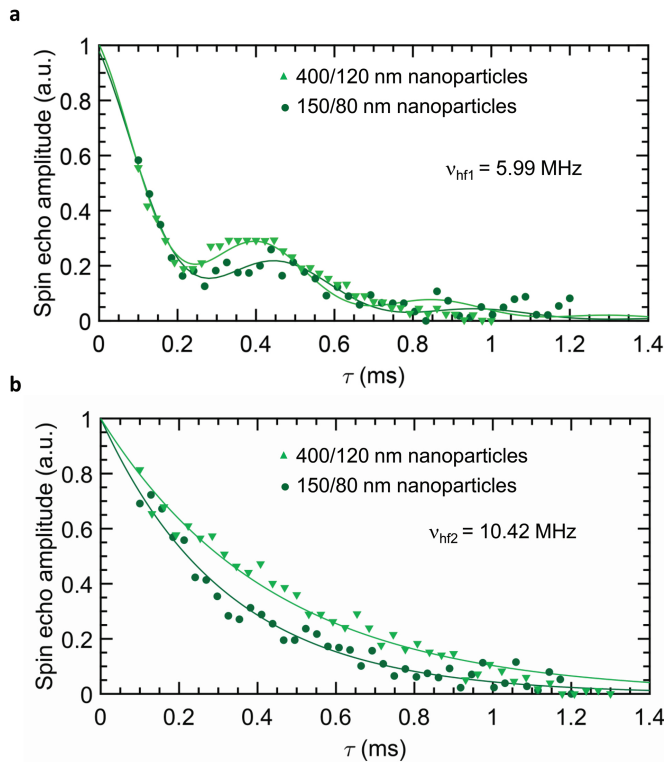 a
Spin echo amplitude (a.u.)
1
0.8
0.6
0.4
0.2
0
▲ 400/120 nm nanoparticles
● 150/80 nm nanoparticles
νhf1 = 5.99 MHz
0 0.2 0.4 0.6 0.8 1 1.2 1.4
τ (ms)
b
Spin echo amplitude (a.u.)
1
0.8
0.6
0.4
0.2
0
▲ 400/120 nm nanoparticles
● 150/80 nm nanoparticles
νhf2 = 10.42 MHz
0 0.2 0.4 0.6 0.8 1 1.2 1.4
τ (ms)